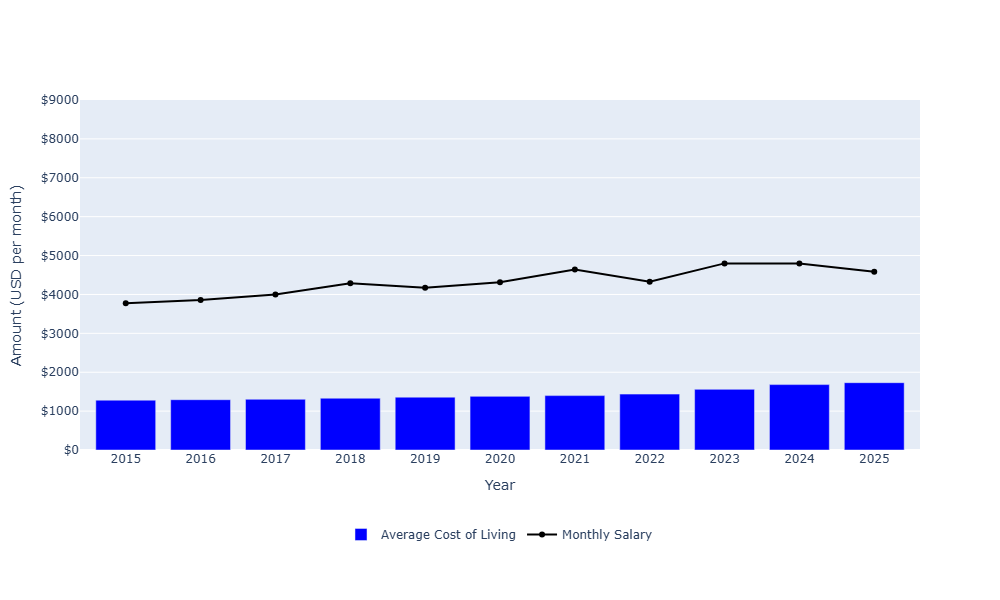 $9000
$8000
$7000
$6000
$5000
$4000
$3000
$2000
$1000
$0
Amount (USD per month)
2015 2016 2017 2018 2019 2020 2021 2022 2023 2024 2025
Year
Average Cost of Living Monthly Salary